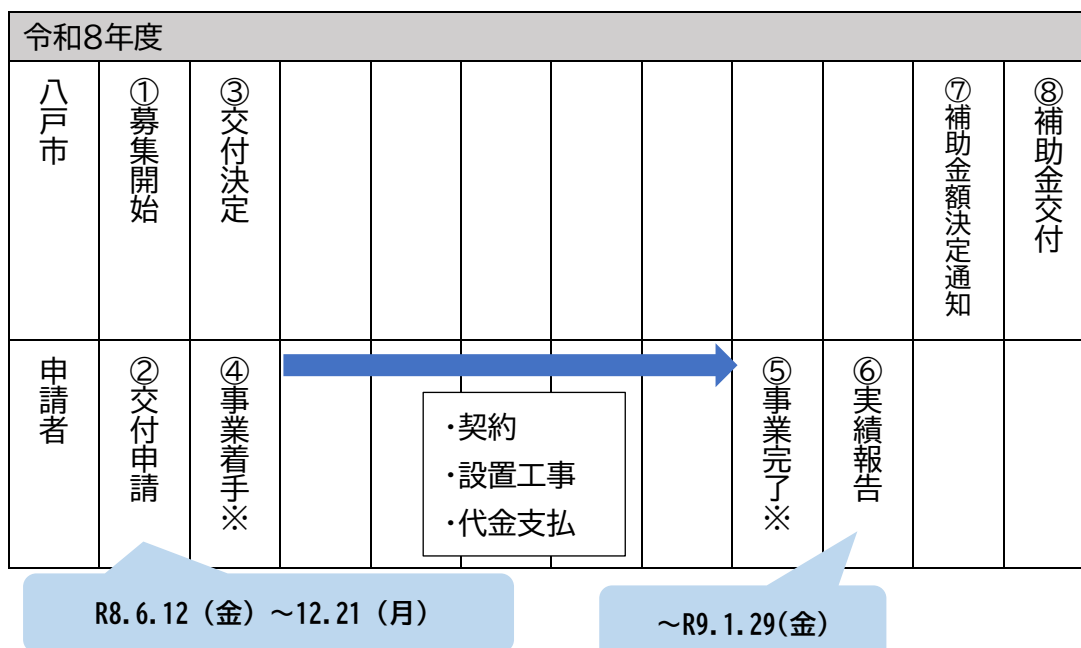 令和8年度
八戸市
①募集開始
③交付決定
⑦補助金額決定通知
⑧補助金交付
申請者
②交付申請
④事業着手※
・契約
・設置工事
・代金支払
⑤事業完了※
⑥実績報告
R8.6.12（金）～12.21（月）
～R9.1.29(金)